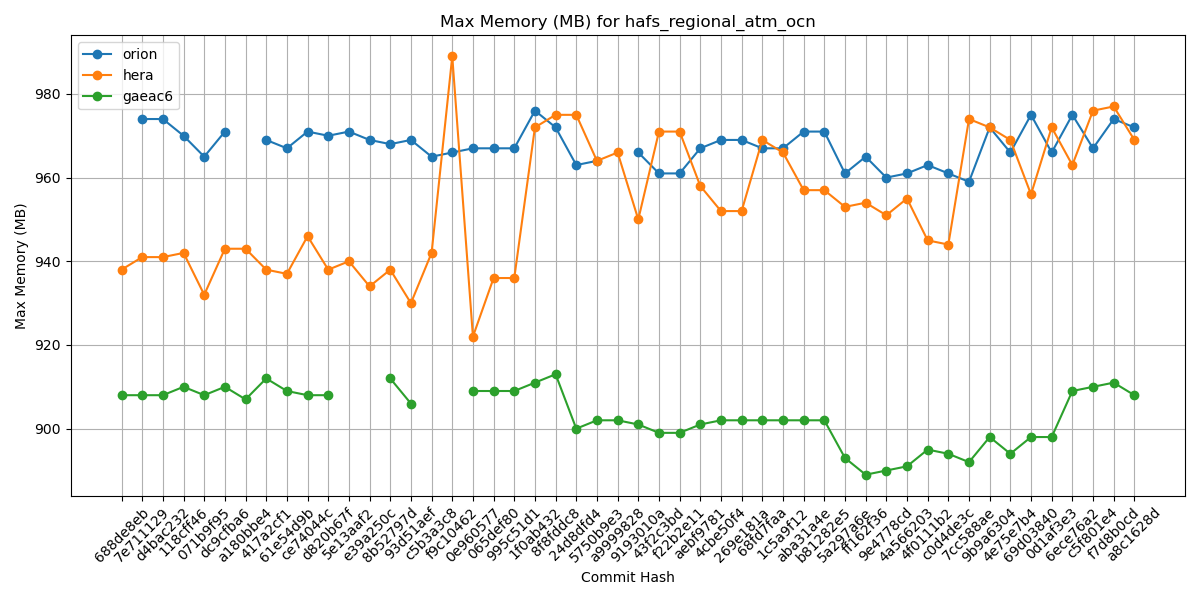 Max Memory (MB) for hafs_regional_atm_ocn
orion
hera
gaeac6
Max Memory (MB)
980
960
940
920
900
688de8eb
7e711129
d4bac232
118cff46
071b9f95
dc9cfba6
a180bbe4
417a2cf1
61e54d9b
ce74044c
d820b67f
5e13aaf2
e39a250c
8b52797d
93d51aef
c5b3a3c8
f9c10462
0e960577
065def80
995c51d1
1f0ab432
8f8fdfdc8
24d8dfd4
5750b9e3
a9999828
9193010a
43f2c3bd
f22b2e11
aebf9781
4cbe50f4
269e181a
68fd7faa
1c5a9f12
aba31a4e
b81282e5
5a297a6e
ff162f36
9e4778cd
4a566203
4f011b2
c0d4de3c
7cc588ae
9b9a6304
4e75e7b4
69d03840
0d1af3e3
6ece76a2
c5f801e4
f7d8b0cd
a8c1628d
Commit Hash